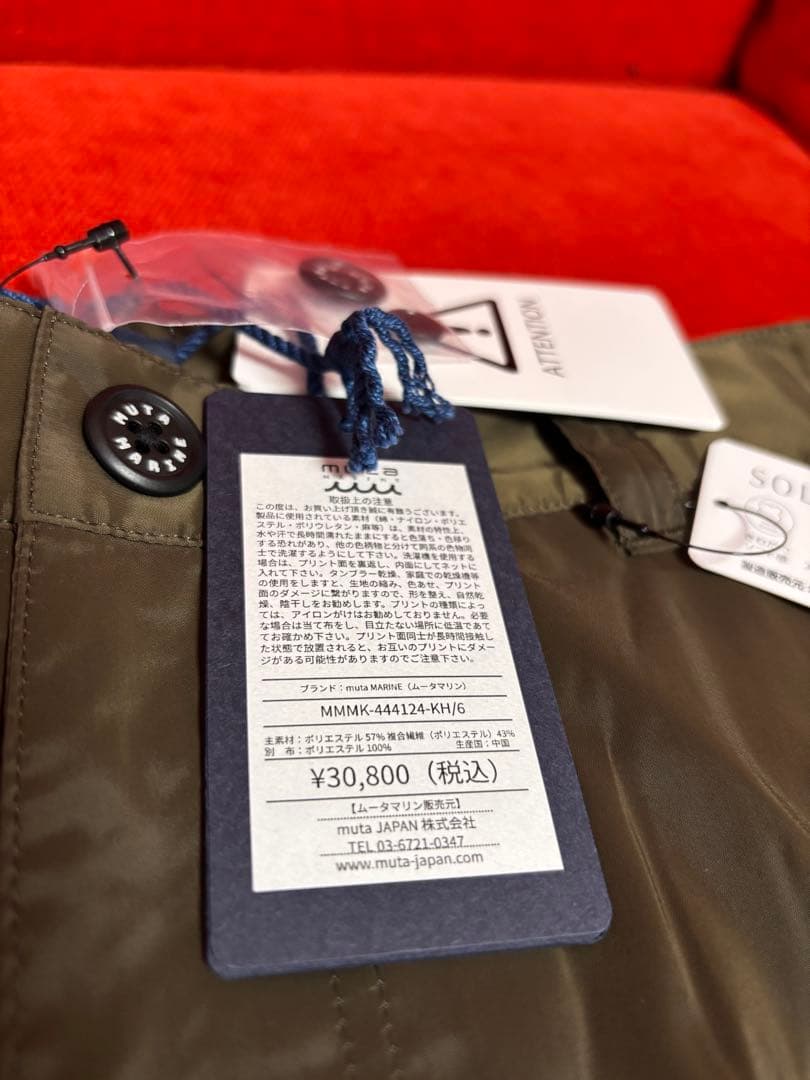 MUTA
MARINE
ATTENTION
muta
MARINE
取扱上の注意
この度は、お買い上げ頂き誠に有難うございます。
製品に使用されている素材（綿・ナイロン・ポリエ
ステル・ポリウレタン・麻等）は、素材の特性上、
水や汗で長時間濡れたままにすると色落ち・色移り
する恐れがあり、他の色柄物と分けて同系の色物同
士で洗濯するようにして下さい。洗濯機を使用する
場合は、プリント面を裏返し、内面にしてネットに
入れて下さい。タンブラー乾燥、家庭での乾燥機等
の使用をしますと、生地の縮み、色あせ、プリント
面のダメージに繋がりますので、形を整え、自然乾
燥、陰干しをお勧めします。プリントの種類によっ
ては、アイロンがけはお勧めしておりません。必要
な場合は当て布をし、目立たない場所に低温であて
てお確かめ下さい。プリント面同士が長時間接触し
た状態で放置されると、お互いのプリントにダメー
ジがある可能性がありますのでご注意下さい。
ブランド：muta MARINE（ムータマリン）
MMMK-444124-KH/6
主素材：ポリエステル 57% 複合繊維（ポリエステル）43%
別　布：ポリエステル 100%　生産国：中国
¥30,800（税込）
【ムータマリン販売元】
muta JAPAN 株式会社
TEL 03-6721-0347
www.muta-japan.com